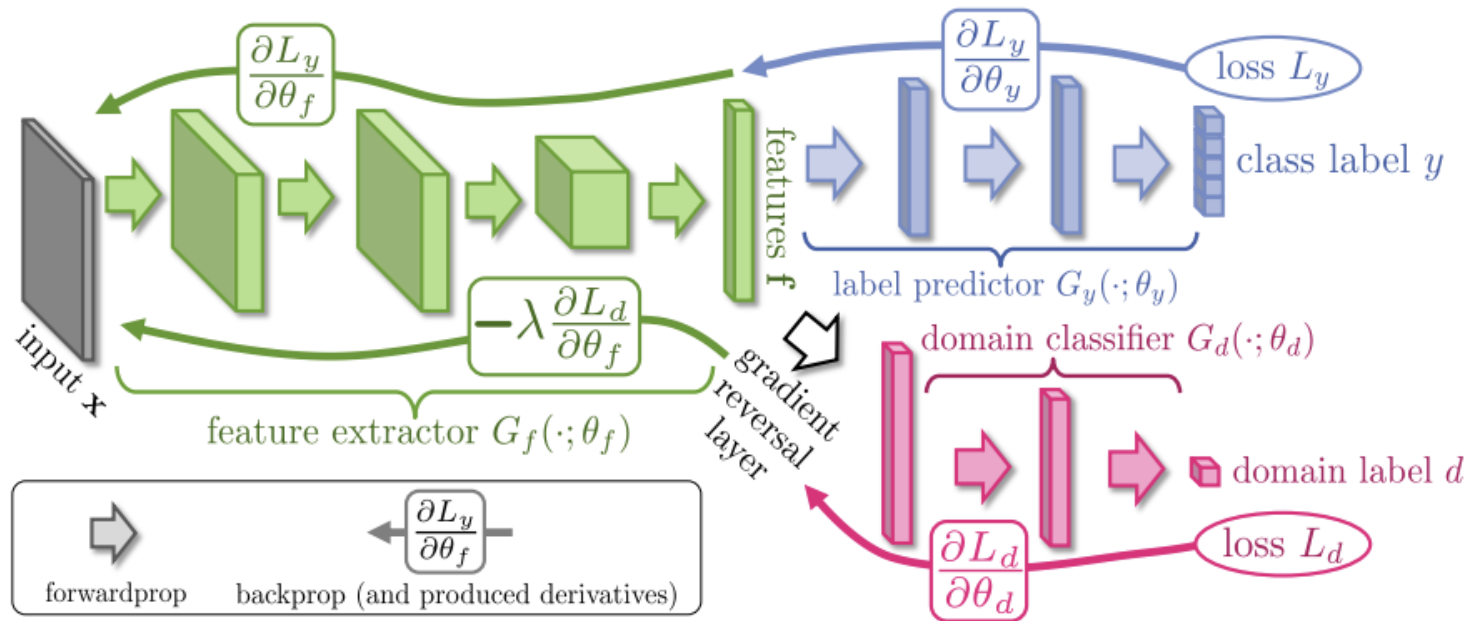 ∂L_y
∂θ_f
∂L_y
∂θ_y
loss L_y
features f
class label y
label predictor G_y(·; θ_y)
input x
−λ ∂L_d
∂θ_f
feature extractor G_f(·; θ_f)
gradient
reversal
layer
domain classifier G_d(·; θ_d)
domain label d
∂L_d
∂θ_d
loss L_d
forwardprop
∂L_y
∂θ_f
backprop (and produced derivatives)